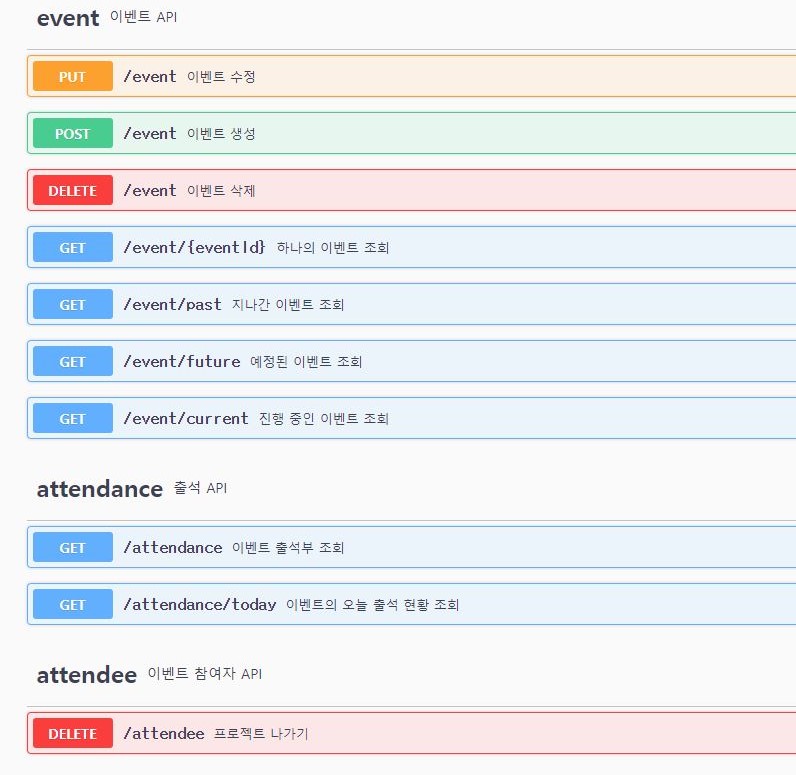 event 이벤트 API
PUT /event 이벤트 수정
POST /event 이벤트 생성
DELETE /event 이벤트 삭제
GET /event/{eventId} 하나의 이벤트 조회
GET /event/past 지나간 이벤트 조회
GET /event/future 예정된 이벤트 조회
GET /event/current 진행 중인 이벤트 조회
attendance 출석 API
GET /attendance 이벤트 출석부 조회
GET /attendance/today 이벤트의 오늘 출석 현황 조회
attendee 이벤트 참여자 API
DELETE /attendee 프로젝트 나가기